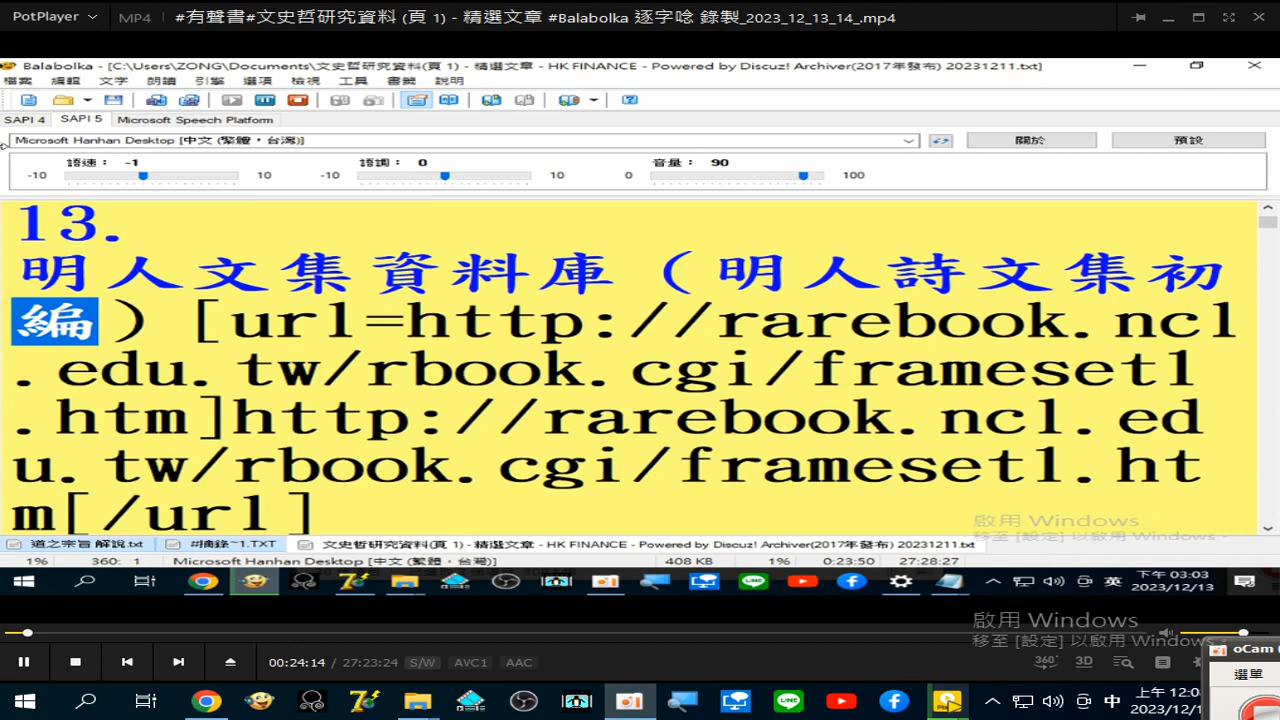 PotPlayer MP4 #有聲書#文史哲研究資料 (頁 1) - 精選文章 #Balabolka 逐字唸 錄製_2023_12_13_14_.mp4
Balabolka - [C:\Users\ZONG\Documents\文史哲研究資料(頁 1) - 精選文章 - HK FINANCE - Powered by Discuz! Archiver(2017年發布) 20231211.txt]
檔案 編輯 文字 朗讀 引擎 選項 檢視 工具 書籤 說明
SAPI 4 SAPI 5 Microsoft Speech Platform
Microsoft Hanhan Desktop [中文 (繁體，台灣)] 關於 預設
語速： -1 語調： 0 音量： 90
-10 10 -10 10 0 100
13.
明人文集資料庫（明人詩文集初
編）[url=http://rarebook.ncl
.edu.tw/rbook.cgi/frameset1
.htm]http://rarebook.ncl.ed
u.tw/rbook.cgi/frameset1.ht
m[/url]
啟用 Windows
移至 [設定] 以啟用 Windows。
道之宗旨 解說.txt #摘錄~1.TXT 文史哲研究資料(頁 1) - 精選文章 - HK FINANCE - Powered by Discuz! Archiver(2017年發布) 20231211.txt
1% 360: 1 Microsoft Hanhan Desktop [中文 (繁體，台灣)] 408 KB 1% 0:23:50 27:28:27
英 下午 03:03
2023/12/13
啟用 Windows
移至 [設定] 以啟用 Windows。
00:24:14 / 27:23:24 S/W AVC1 AAC 360° 3D
oCam (
選單
中 上午 12:0
2023/12/1